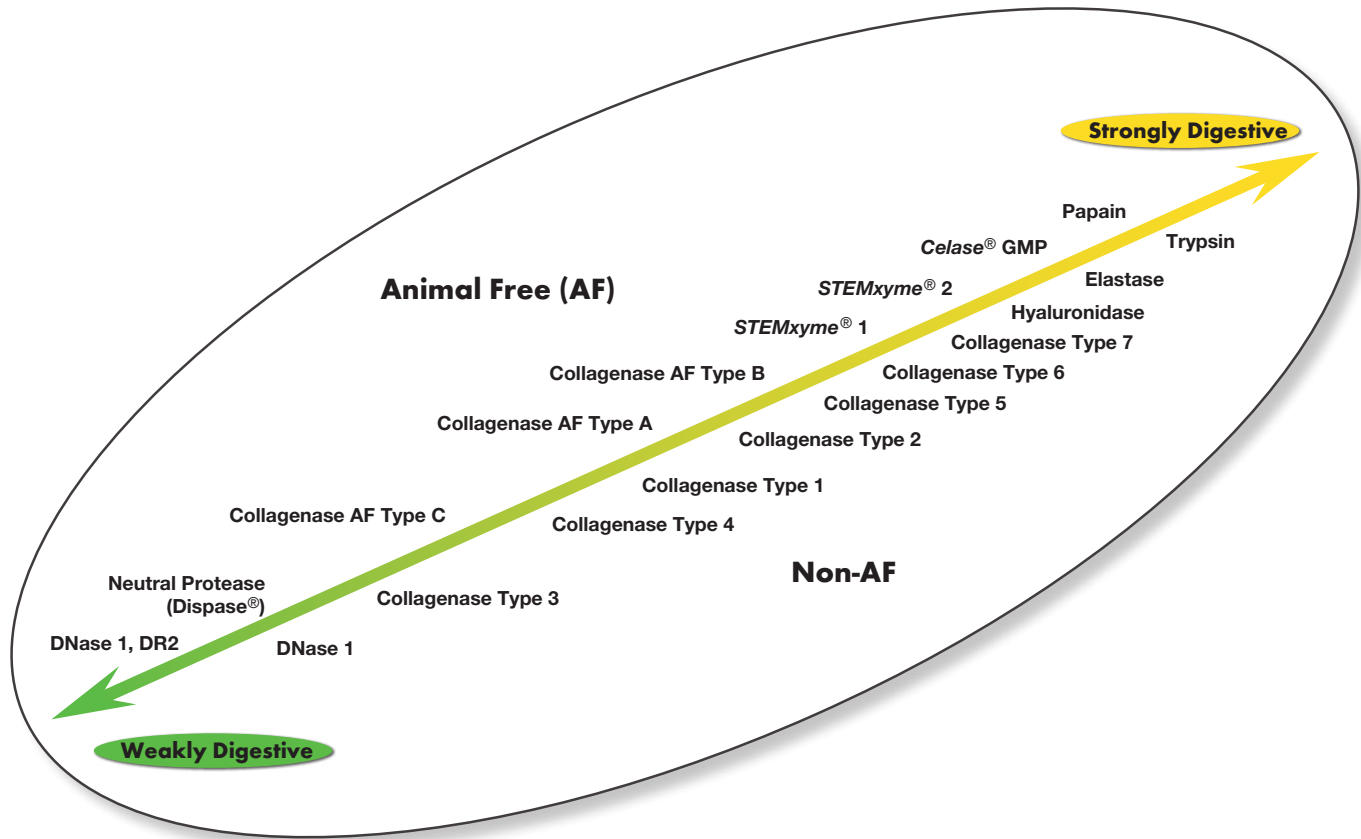 Strongly Digestive
Papain
Trypsin
Celase® GMP
Elastase
Animal Free (AF)
STEMxyme® 2
Hyaluronidase
STEMxyme® 1
Collagenase Type 7
Collagenase AF Type B
Collagenase Type 6
Collagenase Type 5
Collagenase AF Type A
Collagenase Type 2
Collagenase Type 1
Collagenase AF Type C
Collagenase Type 4
Non-AF
Neutral Protease
(Dispase®)
Collagenase Type 3
DNase 1, DR2
DNase 1
Weakly Digestive